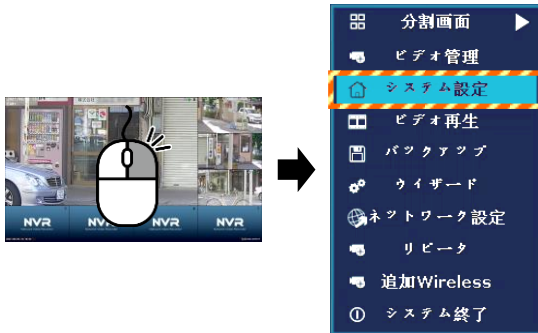 NVR
NVR
NVR
NVR
分割画面
ビデオ管理
システム設定
ビデオ再生
バックアップ
ウイザード
ネットワーク設定
リピータ
追加Wireless
システム終了